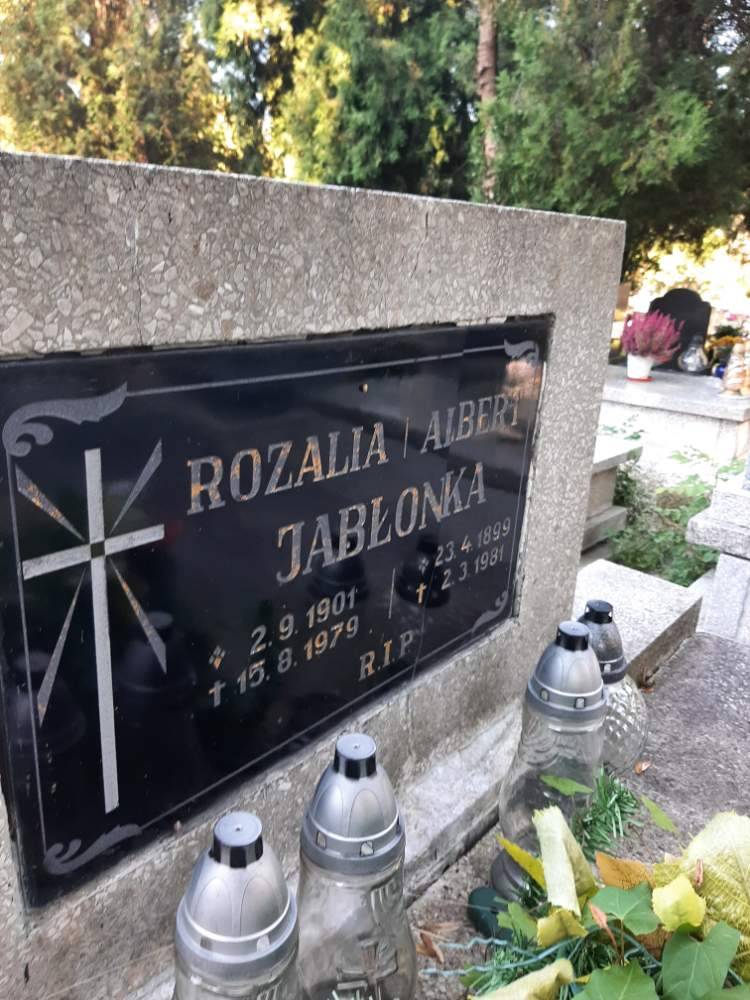 ROZALIA | ALBERT
JABŁONKA
* 2.9.1901 | * 23.4.1899
† 15.8.1979 | † 2.3.1981
R.I.P